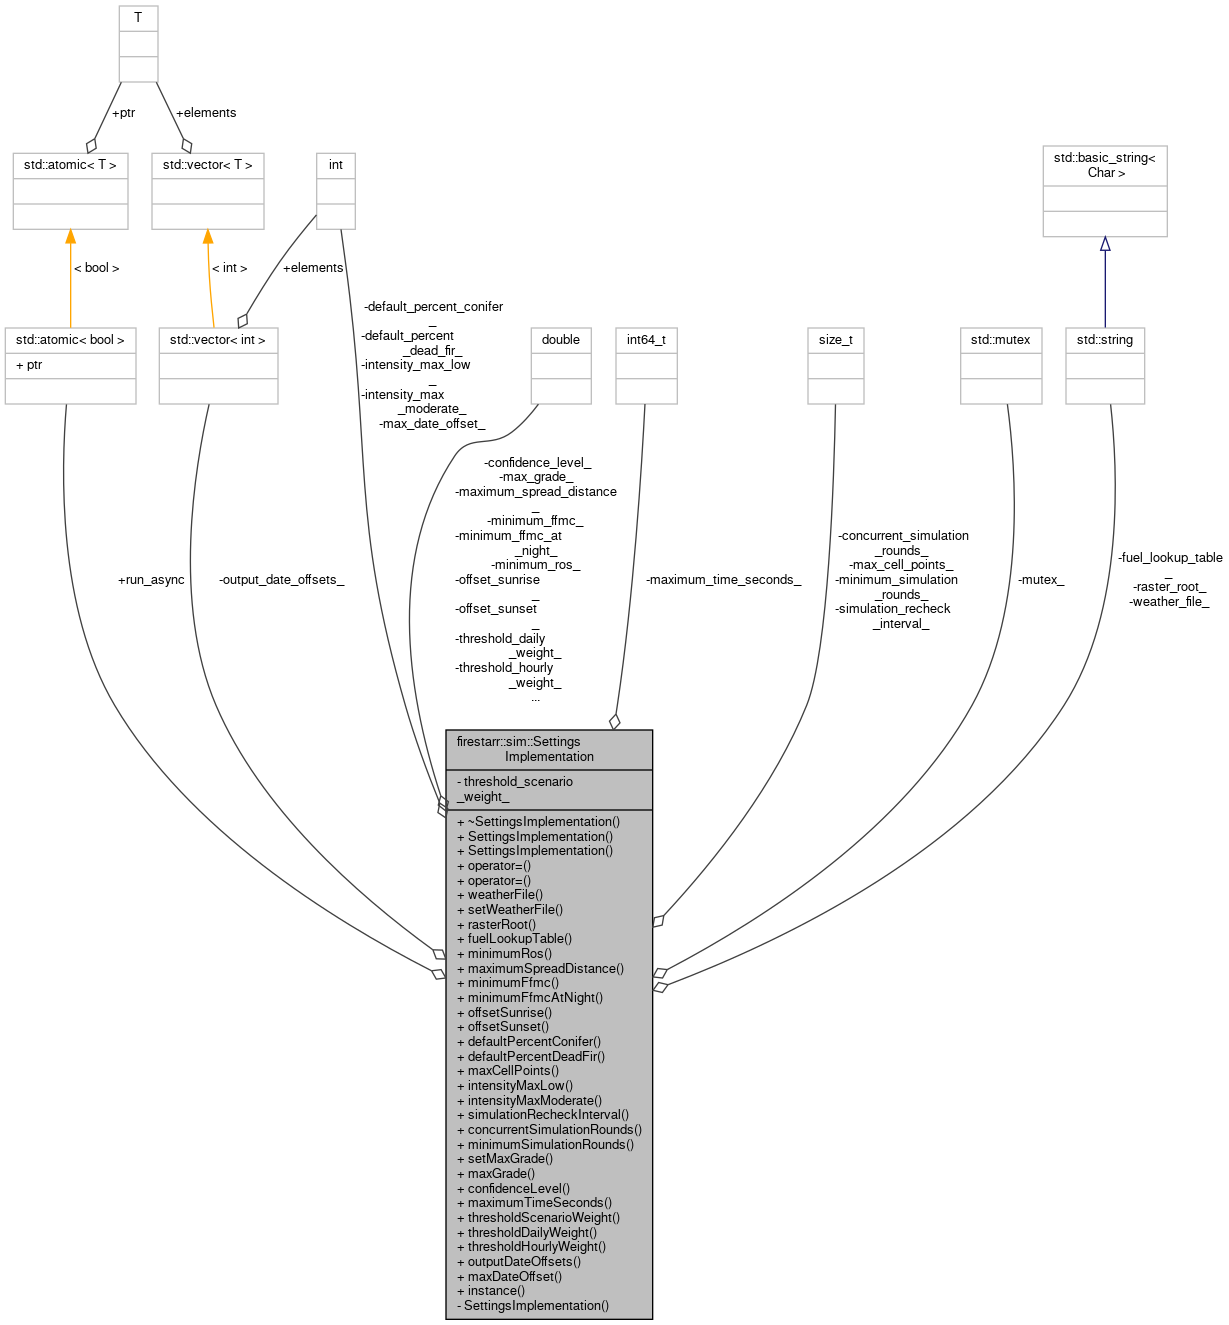 T
+ptr
+elements
std::atomic< T >
std::vector< T >
int
std::basic_string<
Char >
< bool >
< int >
+elements
-default_percent_conifer
_
-default_percent
_dead_fir_
-intensity_max_low
_
-intensity_max
_moderate_
-max_date_offset_
std::atomic< bool >
+ ptr
std::vector< int >
double
int64_t
size_t
std::mutex
std::string
-confidence_level_
-max_grade_
-maximum_spread_distance
_
-minimum_ffmc_
-minimum_ffmc_at
_night_
-minimum_ros_
-offset_sunrise
_
-offset_sunset
_
-threshold_daily
_weight_
-threshold_hourly
_weight_
...
+run_async
-output_date_offsets_
-maximum_time_seconds_
-concurrent_simulation
_rounds_
-max_cell_points_
-minimum_simulation
_rounds_
-simulation_recheck
_interval_
-mutex_
-fuel_lookup_table
_
-raster_root_
-weather_file_
firestarr::sim::Settings
Implementation
- threshold_scenario
_weight_
+ ~SettingsImplementation()
+ SettingsImplementation()
+ SettingsImplementation()
+ operator=()
+ operator=()
+ weatherFile()
+ setWeatherFile()
+ rasterRoot()
+ fuelLookupTable()
+ minimumRos()
+ maximumSpreadDistance()
+ minimumFfmc()
+ minimumFfmcAtNight()
+ offsetSunrise()
+ offsetSunset()
+ defaultPercentConifer()
+ defaultPercentDeadFir()
+ maxCellPoints()
+ intensityMaxLow()
+ intensityMaxModerate()
+ simulationRecheckInterval()
+ concurrentSimulationRounds()
+ minimumSimulationRounds()
+ setMaxGrade()
+ maxGrade()
+ confidenceLevel()
+ maximumTimeSeconds()
+ thresholdScenarioWeight()
+ thresholdDailyWeight()
+ thresholdHourlyWeight()
+ outputDateOffsets()
+ maxDateOffset()
+ instance()
- SettingsImplementation()